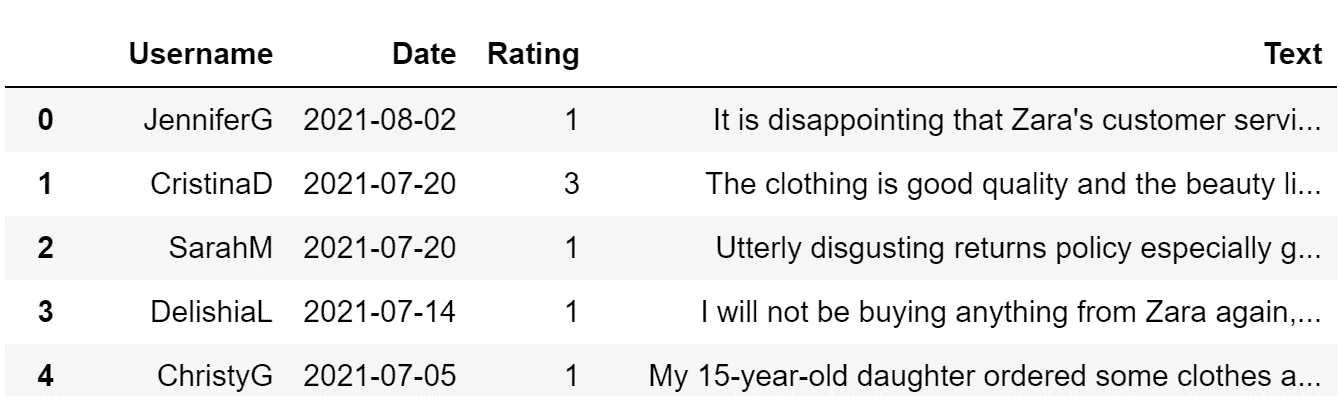 Username Date Rating Text
0 JenniferG 2021-08-02 1 It is disappointing that Zara's customer servi...
1 CristinaD 2021-07-20 3 The clothing is good quality and the beauty li...
2 SarahM 2021-07-20 1 Utterly disgusting returns policy especially g...
3 DelishiaL 2021-07-14 1 I will not be buying anything from Zara again,...
4 ChristyG 2021-07-05 1 My 15-year-old daughter ordered some clothes a...